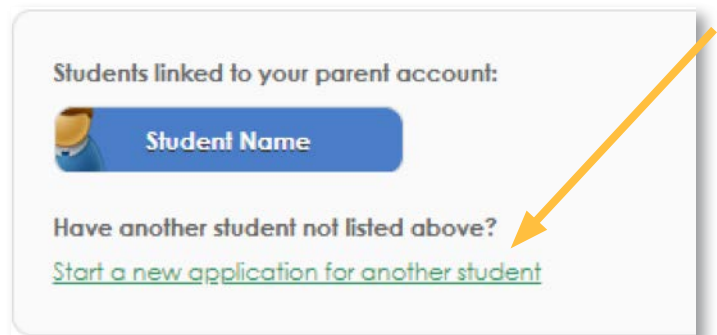 Students linked to your parent account:
Student Name
Have another student not listed above?
Start a new application for another student